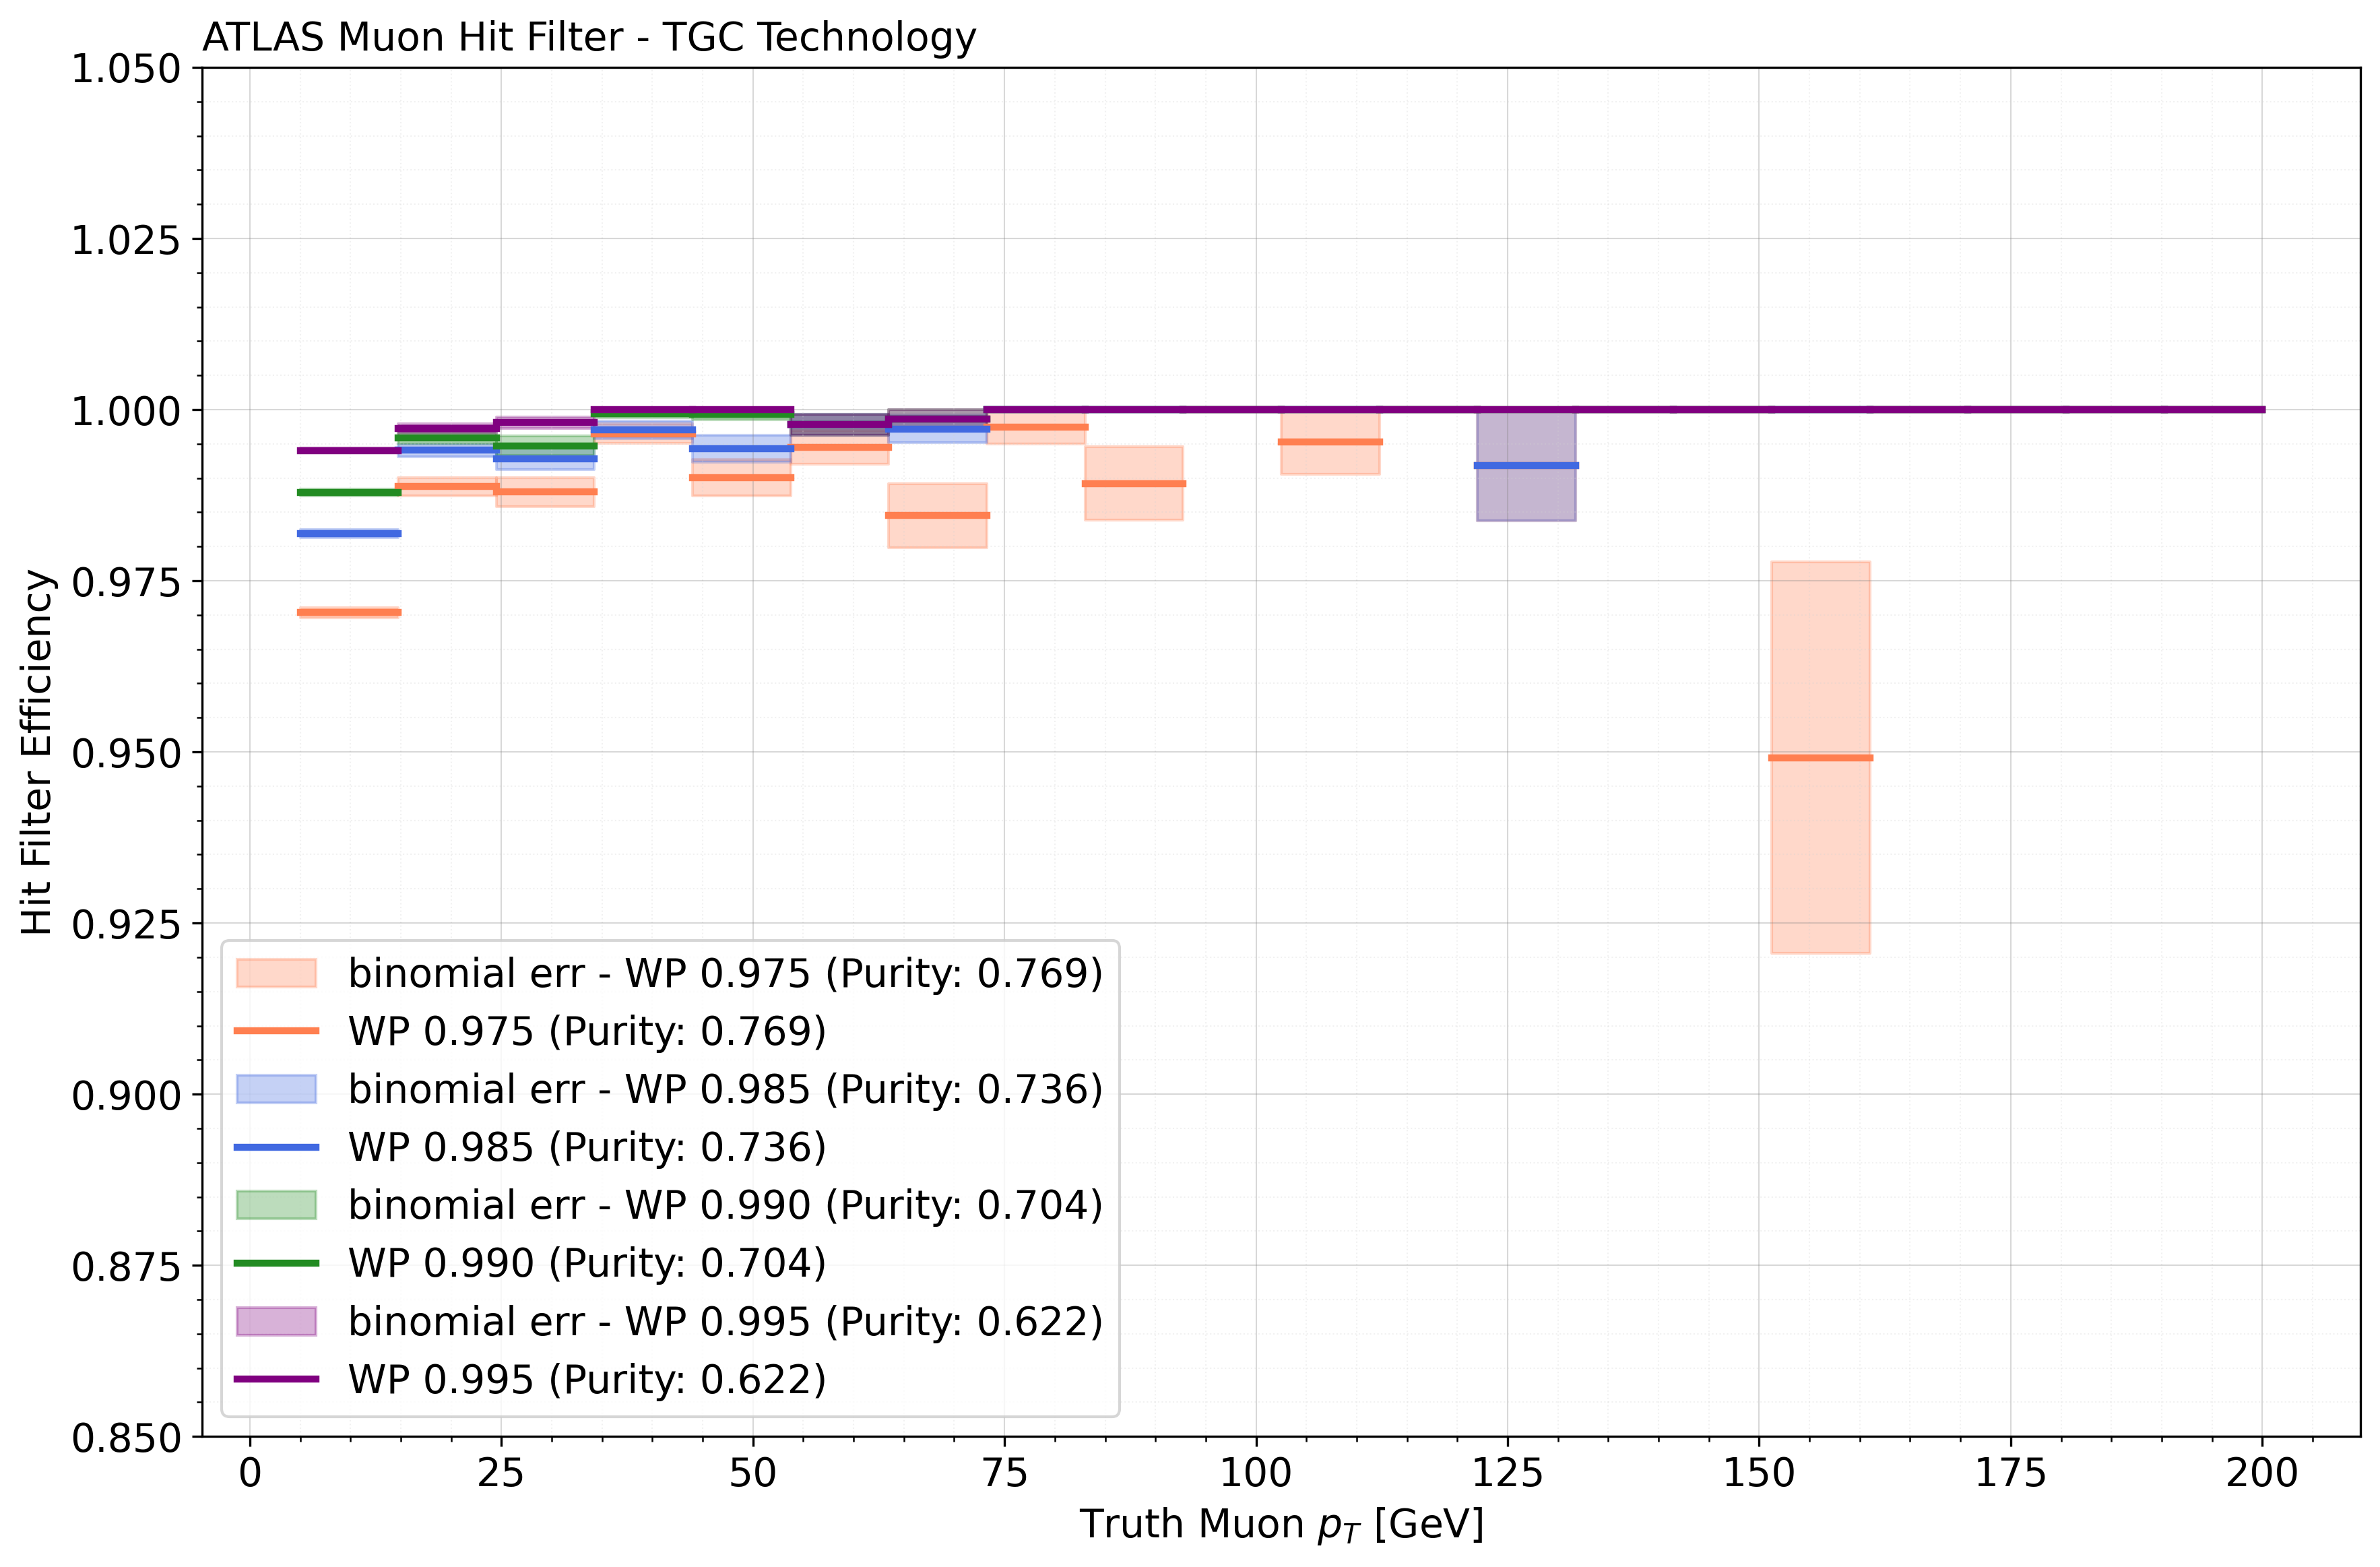 ATLAS Muon Hit Filter - TGC Technology
1.050
1.025
1.000
0.975
0.950
0.925
0.900
0.875
0.850
Hit Filter Efficiency
binomial err - WP 0.975 (Purity: 0.769)
WP 0.975 (Purity: 0.769)
binomial err - WP 0.985 (Purity: 0.736)
WP 0.985 (Purity: 0.736)
binomial err - WP 0.990 (Purity: 0.704)
WP 0.990 (Purity: 0.704)
binomial err - WP 0.995 (Purity: 0.622)
WP 0.995 (Purity: 0.622)
0 25 50 75 100 125 150 175 200
Truth Muon p_T [GeV]